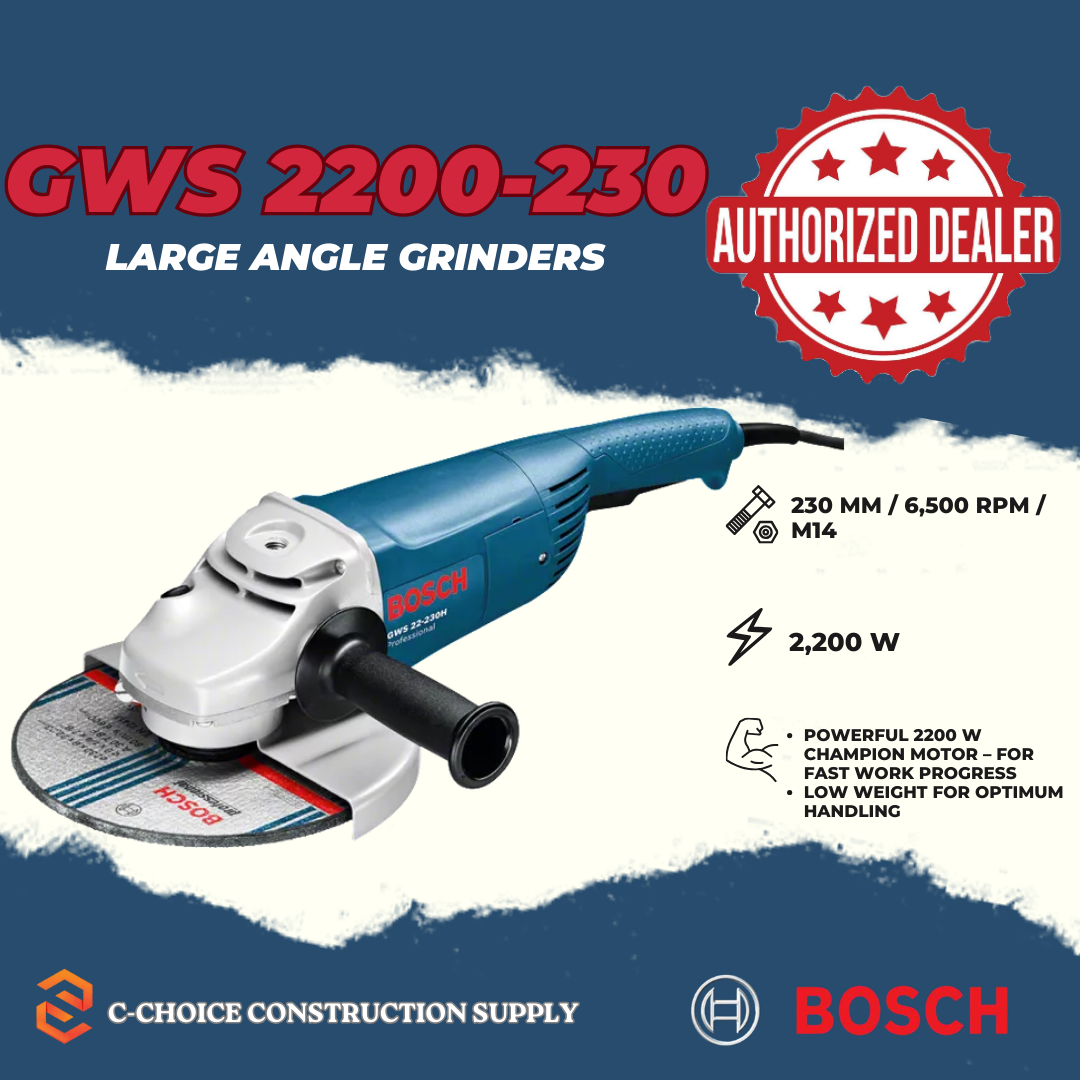 GWS 2200-230
LARGE ANGLE GRINDERS
AUTHORIZED DEALER
230 MM / 6,500 RPM /
M14
BOSCH
GWS 22-230H
Professional
2,200 W
• POWERFUL 2200 W
CHAMPION MOTOR – FOR
FAST WORK PROGRESS
• LOW WEIGHT FOR OPTIMUM
HANDLING
BOSCH
professional
C-CHOICE CONSTRUCTION SUPPLY
BOSCH